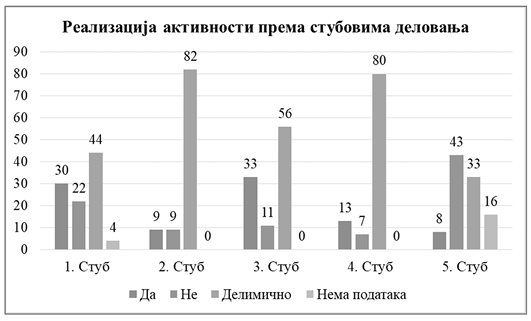 Реализација активности према стубовима деловања
90
80
70
60
50
40
30
20
10
0
30 22 44 4
9 9 82 0
33 11 56 0
13 7 80 0
8 43 33 16
1. Стуб 2. Стуб 3. Стуб 4. Стуб 5. Стуб
Да Не Делимично Нема података